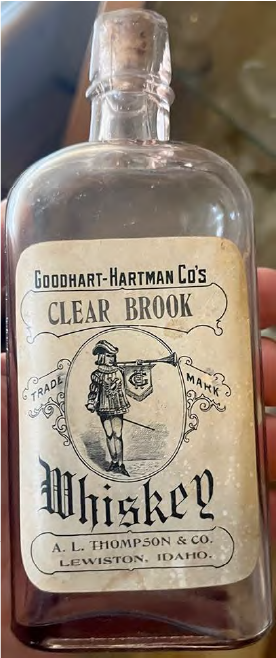 GOODHART-HARTMAN CO'S
CLEAR BROOK
TRADE MARK
Whiskey
A. L. THOMPSON & CO.
LEWISTON, IDAHO.